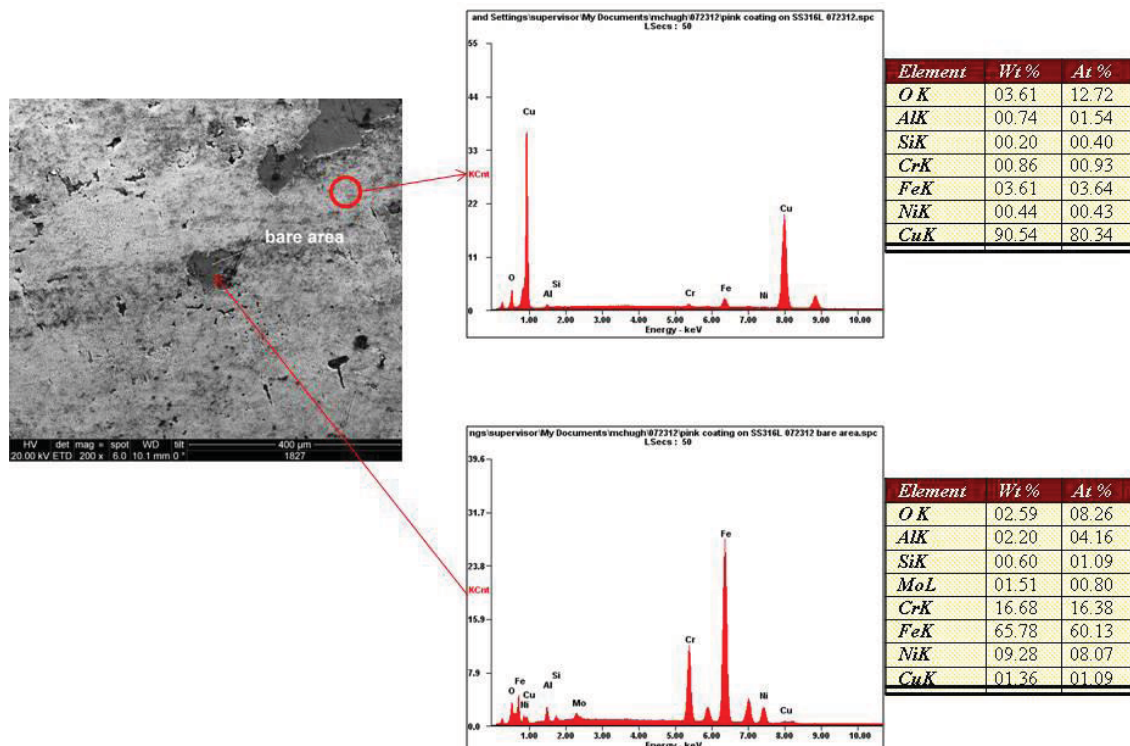 and Settings\supervisor\My Documents\mchugh\072312\pink coating on SS316L 072312.spc
LSecs : 50
55
44
33
KCnt
22
11
0
Cu
O
Al
Si
Cr
Fe
Ni
Cu
1.00 2.00 3.00 4.00 5.00 6.00 7.00 8.00 9.00 10.00
Energy - keV
Element Wt % At %
O K 03.61 12.72
AlK 00.74 01.54
SiK 00.20 00.40
CrK 00.86 00.93
FeK 03.61 03.64
NiK 00.44 00.43
CuK 90.54 80.34
bare area
HV det mag = spot WD tilt 400 µm
20.00 kV ETD 200 x 6.0 10.1 mm 0 ° 1827
ngs\supervisor\My Documents\mchugh\072312\pink coating on SS316L 072312 bare area.spc
LSecs : 50
39.6
31.7
23.8
KCnt
15.9
7.9
0.0
O
Fe
Cu
Ni
Al
Si
Mo
Cr
Fe
Ni
Cu
1.00 2.00 3.00 4.00 5.00 6.00 7.00 8.00 9.00 10.00
Energy - keV
Element Wt % At %
O K 02.59 08.26
AlK 02.20 04.16
SiK 00.60 01.09
MoL 01.51 00.80
CrK 16.68 16.38
FeK 65.78 60.13
NiK 09.28 08.07
CuK 01.36 01.09